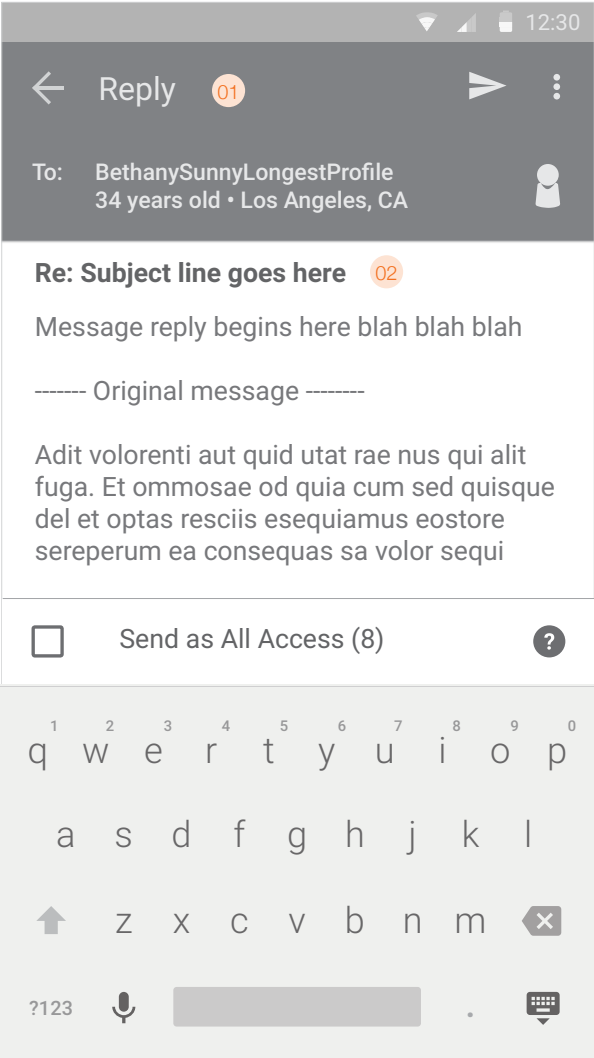 12:30
Reply 01
To: BethanySunnyLongestProfile
34 years old • Los Angeles, CA
Re: Subject line goes here 02
Message reply begins here blah blah blah
------- Original message --------
Adit volorenti aut quid utat rae nus qui alit
fuga. Et ommosae od quia cum sed quisque
del et optas resciis esequiamus eostore
sereperum ea consequas sa volor sequi
Send as All Access (8) ?
1 2 3 4 5 6 7 8 9 0
q w e r t y u i o p
a s d f g h j k l
z x c v b n m
?123 .